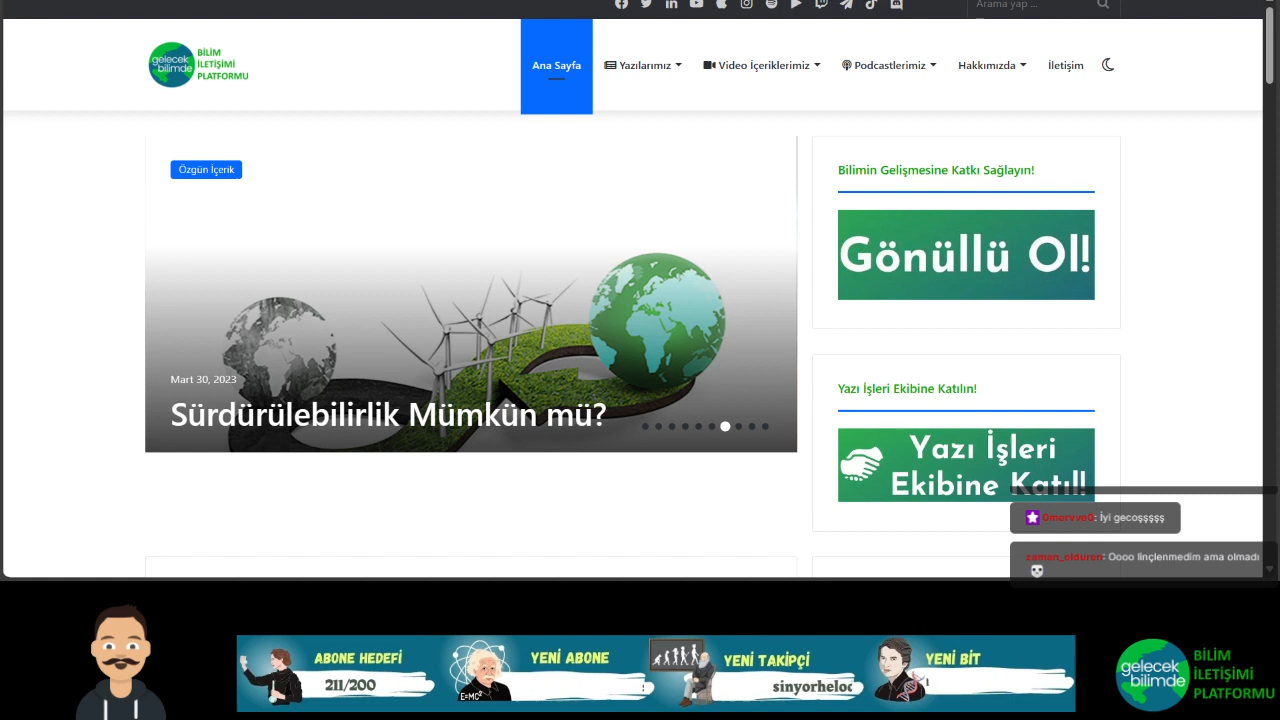 Arama yap ...
gelecek
bilimde
BİLİM
İLETİŞİMİ
PLATFORMU
Ana Sayfa
Yazılarımız
Video İçeriklerimiz
Podcastlerimiz
Hakkımızda
İletişim
Özgün İçerik
Mart 30, 2023
Sürdürülebilirlik Mümkün mü?
Bilimin Gelişmesine Katkı Sağlayın!
Gönüllü Ol!
Yazı İşleri Ekibine Katılın!
Yazı İşleri
Ekibine Katıl!
OmervveO: İyi gecoşşşşş
zaman_olduren: Oooo linçlenmedim ama olmadı
ABONE HEDEFİ
211/200
E=MC²
YENİ ABONE
YENİ TAKİPÇİ
sinyorheloc
YENİ BİT
gelecek
bilimde
BİLİM
İLETİŞİMİ
PLATFORMU